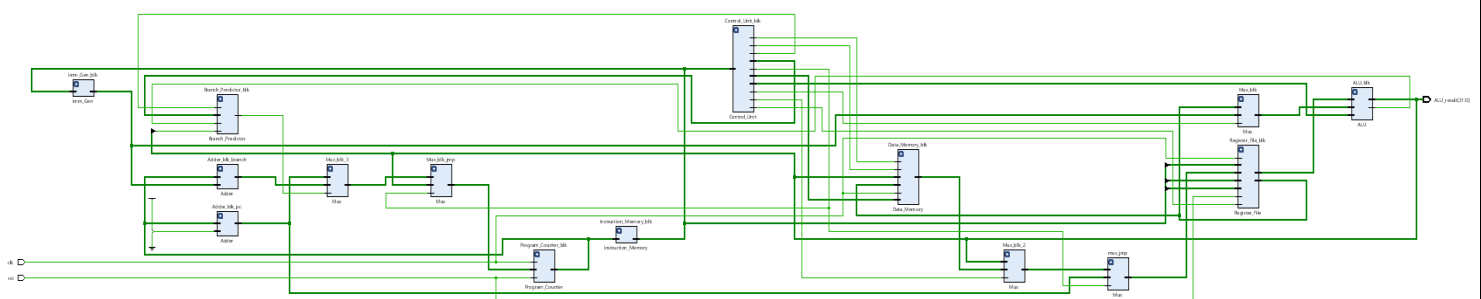 Control_Unit_blk
Control_Unit
Imm_Gen_blk
Imm_Gen
Branch_Predictor_blk
Branch_Predictor
Mux_blk
Mux
ALU_blk
ALU
ALU_result[31:0]
Register_File_blk
Register_File
Data_Memory_blk
Data_Memory
Adder_blk_branch
Adder
Mux_blk_3
Mux
Mux_blk_jmp
Mux
Adder_blk_pc
Adder
Instruction_Memory_blk
Instruction_Memory
Program_Counter_blk
Program_Counter
Mux_blk_2
Mux
mux_jmp
Mux
clk
rst